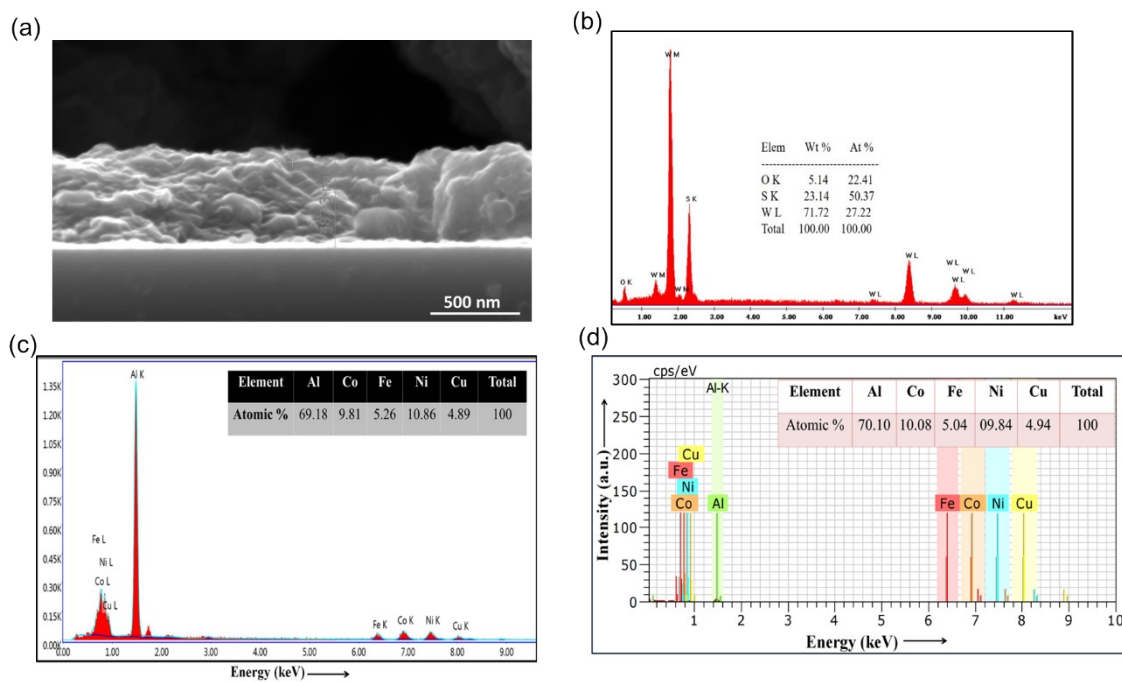 (a)
500 nm
(b)
W M
S K
O K
W M
W M
W L
W L
W L
W L
W L
Elem Wt % At %
------------------------------
O K 5.14 22.41
S K 23.14 50.37
W L 71.72 27.22
Total 100.00 100.00
1.00 2.00 3.00 4.00 5.00 6.00 7.00 8.00 9.00 10.00 11.00
keV
(c)
Al K
Element Al Co Fe Ni Cu Total
Atomic % 69.18 9.81 5.26 10.86 4.89 100
1.35K
1.20K
1.05K
0.90K
0.75K
0.60K
0.45K
0.30K
0.15K
0.00K
Fe L
Ni L
Co L
Cu L
Fe K
Co K
Ni K
Cu K
0.00 1.00 2.00 3.00 4.00 5.00 6.00 7.00 8.00 9.00
Energy (keV)
(d)
cps/eV
Al-K
Element Al Co Fe Ni Cu Total
Atomic % 70.10 10.08 5.04 09.84 4.94 100
Intensity (a.u.)
300
250
200
150
100
50
0
Cu
Fe
Ni
Co
Al
Fe
Co
Ni
Cu
1 2 3 4 5 6 7 8 9 10
Energy (keV)